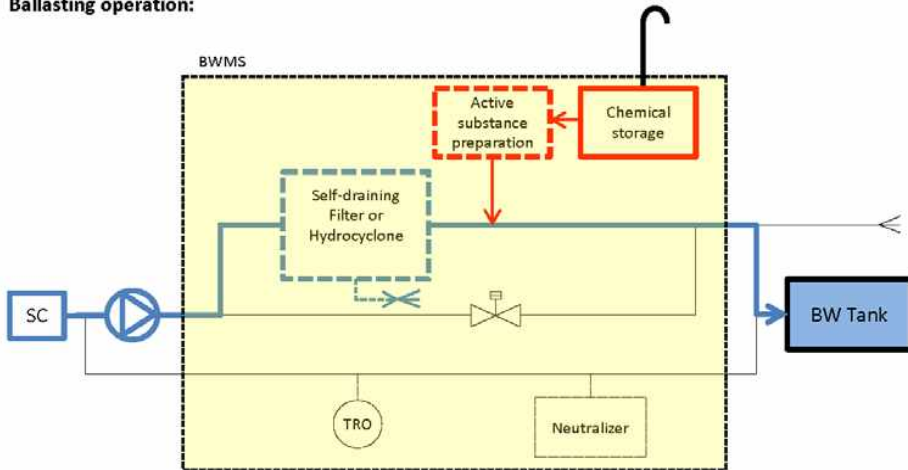 Ballasting operation:
BWMS
Active
substance
preparation
Chemical
storage
Self-draining
Filter or
Hydrocyclone
SC
BW Tank
TRO
Neutralizer